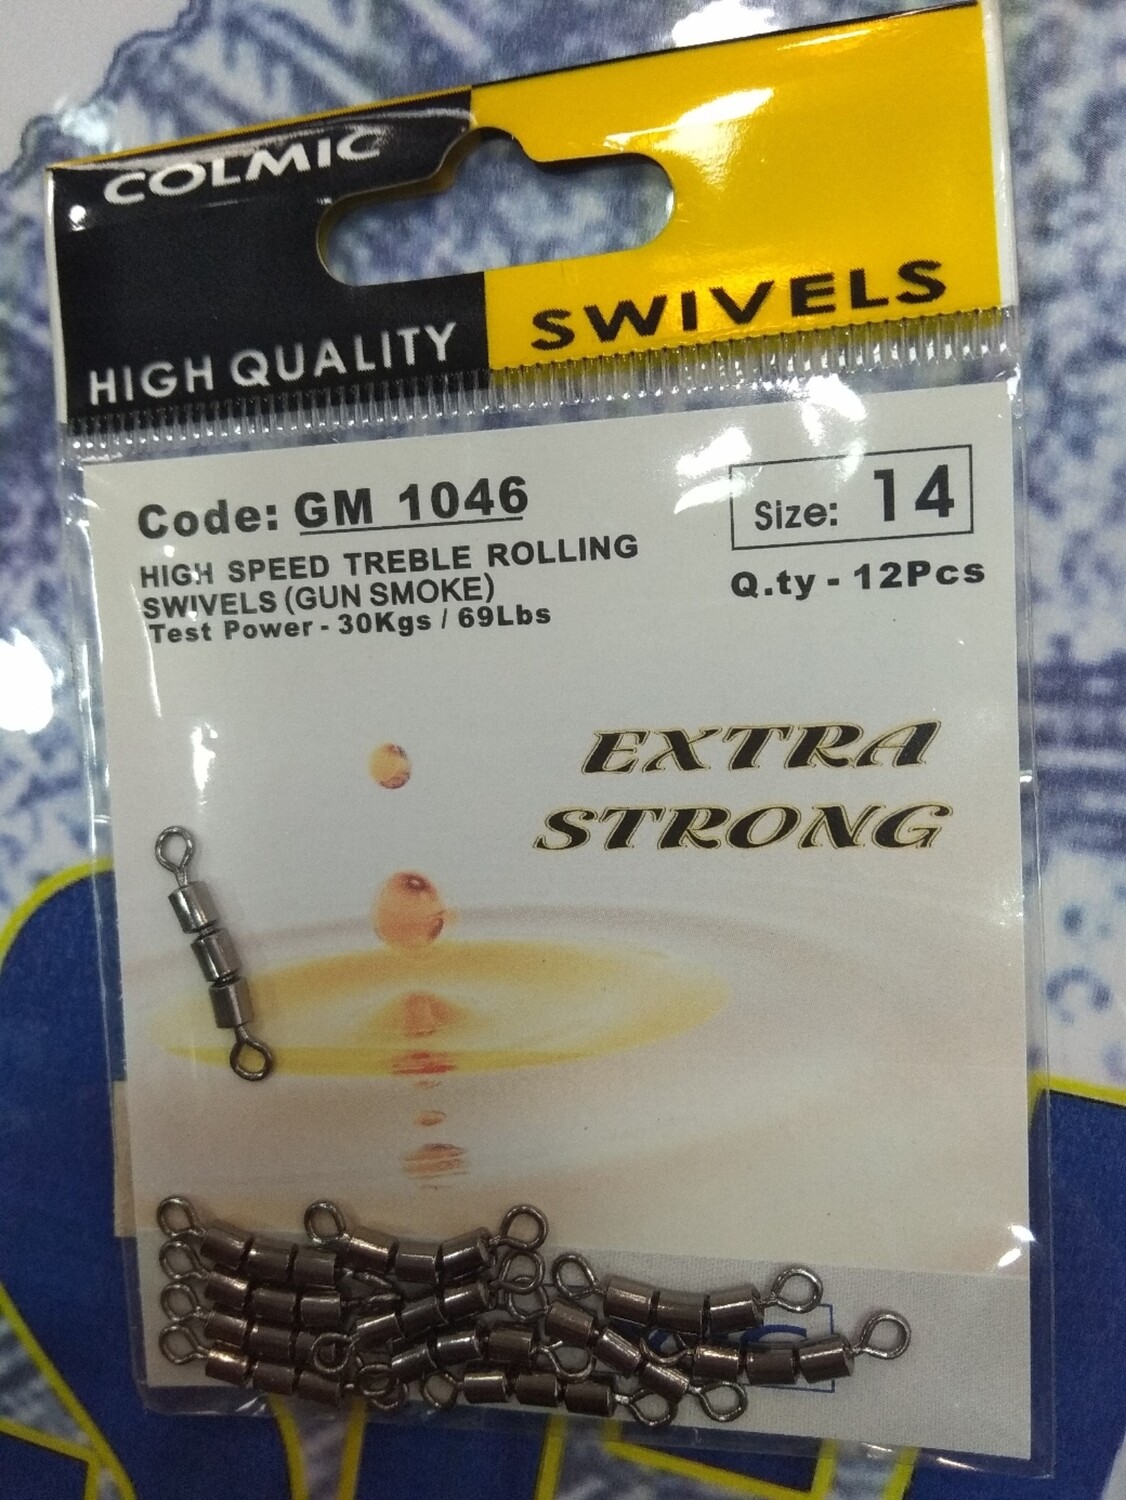 COLMIC
HIGH QUALITY SWIVELS
Code: GM 1046
Size: 14
HIGH SPEED TREBLE ROLLING
SWIVELS (GUN SMOKE)
Test Power - 30Kgs / 69Lbs
Q.ty - 12Pcs
EXTRA
STRONG